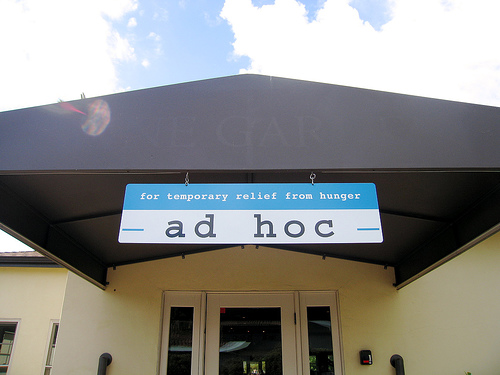 for temporary relief from hunger
ad hoc